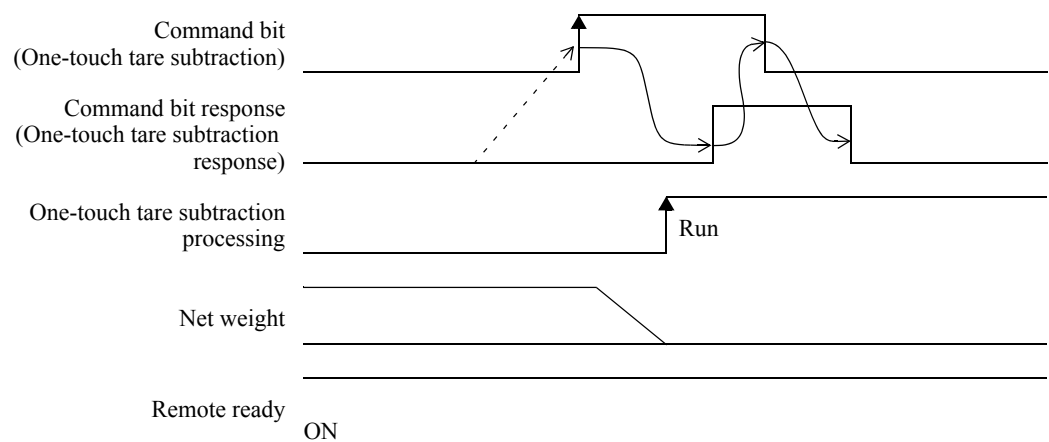 Command bit
(One-touch tare subtraction)
Command bit response
(One-touch tare subtraction
response)
One-touch tare subtraction
processing
Run
Net weight
Remote ready
ON